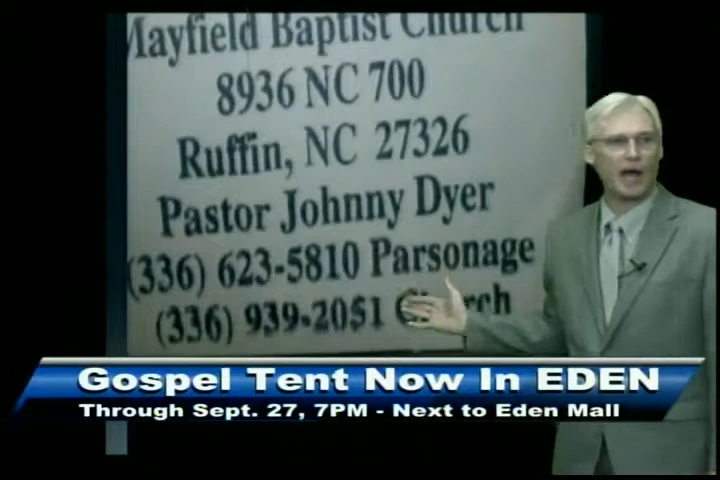 Mayfield Baptist Church
8936 NC 700
Ruffin, NC 27326
Pastor Johnny Dyer
(336) 623-5810 Parsonage
(336) 939-2051 Church
Gospel Tent Now In EDEN
Through Sept. 27, 7PM - Next to Eden Mall